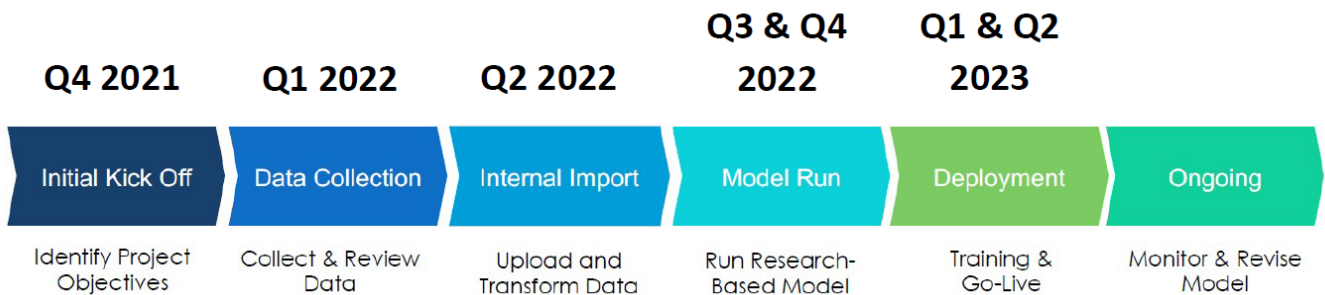 Q4 2021
Q1 2022
Q2 2022
Q3 & Q4
2022
Q1 & Q2
2023
Initial Kick Off
Data Collection
Internal Import
Model Run
Deployment
Ongoing
Identify Project
Objectives
Collect & Review
Data
Upload and
Transform Data
Run Research-
Based Model
Training &
Go-Live
Monitor & Revise
Model